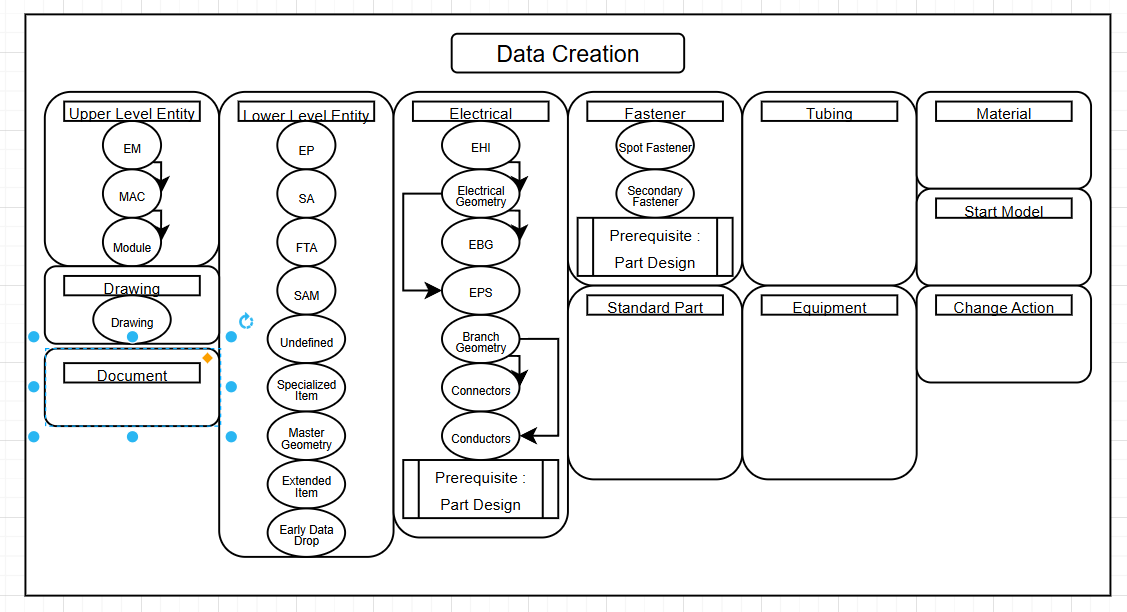 Data Creation
Upper Level Entity
EM
MAC
Module
Drawing
Drawing
Document
Lower Level Entity
EP
SA
FTA
SAM
Undefined
Specialized
Item
Master
Geometry
Extended
Item
Early Data
Drop
Electrical
EHI
Electrical
Geometry
EBG
EPS
Branch
Geometry
Connectors
Conductors
Prerequisite :
Part Design
Fastener
Spot Fastener
Secondary
Fastener
Prerequisite :
Part Design
Standard Part
Tubing
Equipment
Material
Start Model
Change Action